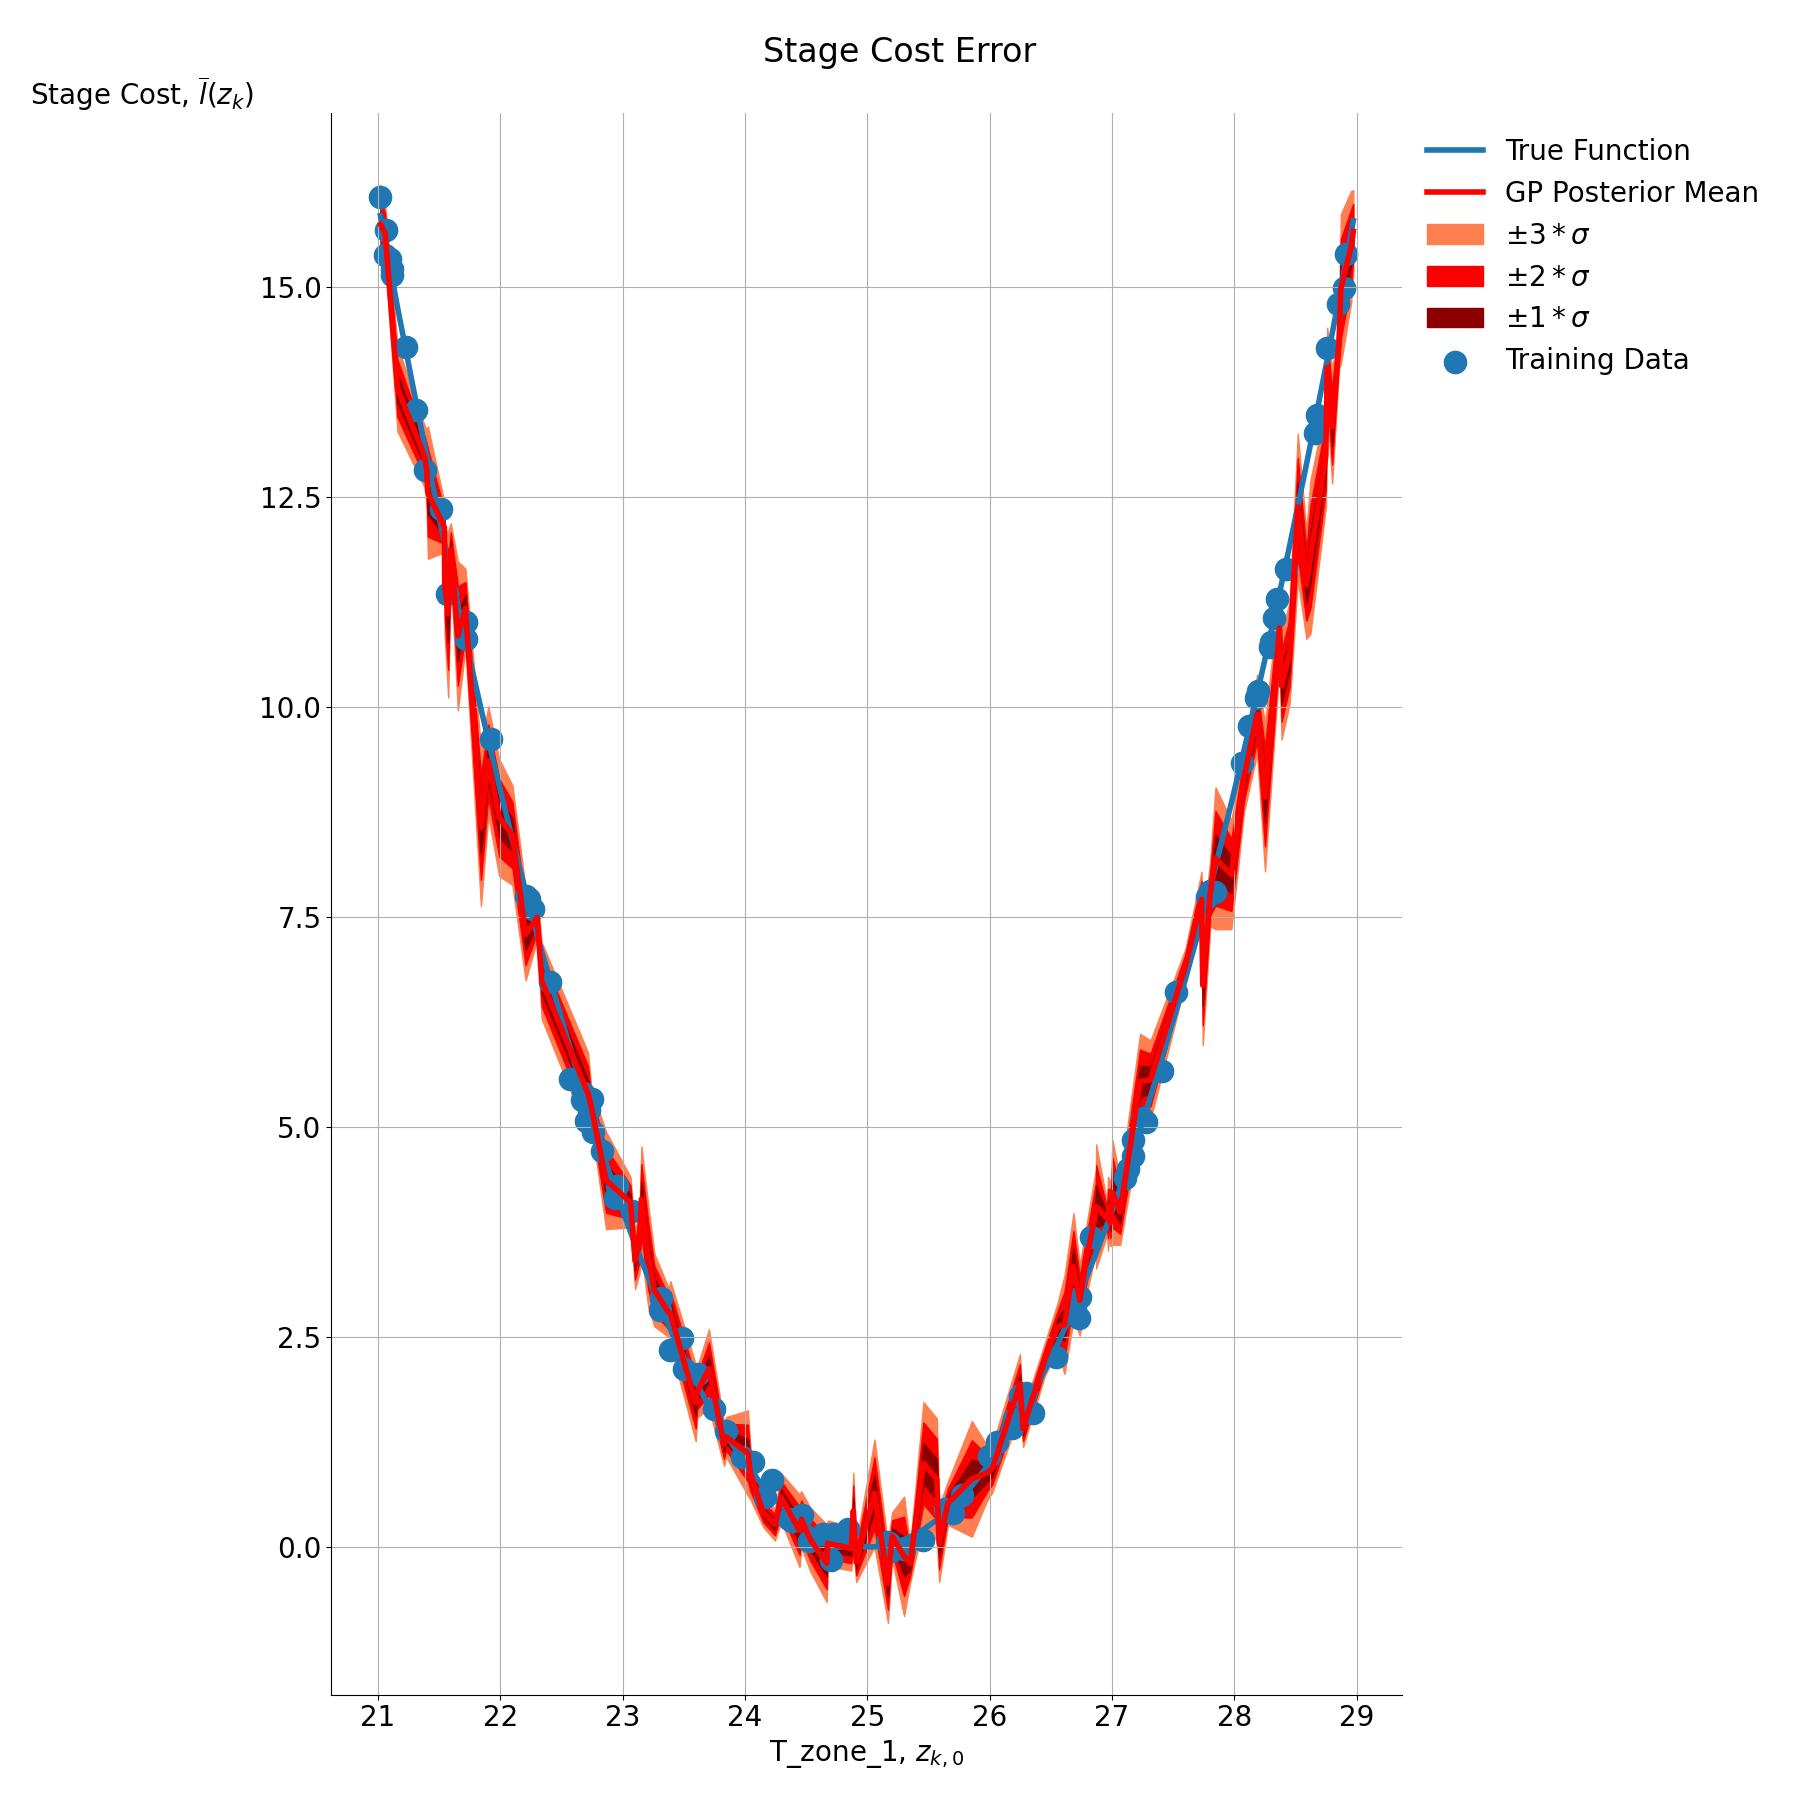 Stage Cost Error
Stage Cost, l̅(z_k)
True Function
GP Posterior Mean
±3 * σ
±2 * σ
±1 * σ
Training Data
15.0
12.5
10.0
7.5
5.0
2.5
0.0
21 22 23 24 25 26 27 28 29
T_zone_1, z_{k, 0}